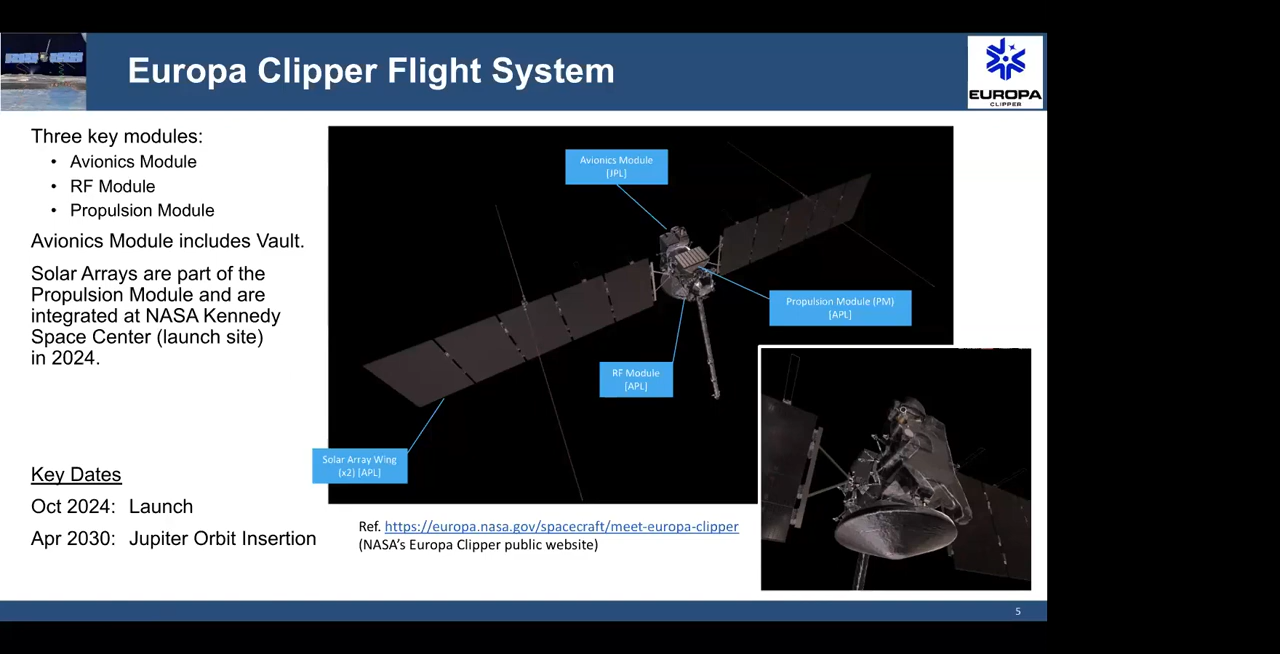 Europa Clipper Flight System
EUROPA
CLIPPER
Three key modules:
• Avionics Module
• RF Module
• Propulsion Module
Avionics Module includes Vault.
Solar Arrays are part of the
Propulsion Module and are
integrated at NASA Kennedy
Space Center (launch site)
in 2024.
Key Dates
Oct 2024: Launch
Apr 2030: Jupiter Orbit Insertion
Avionics Module
[JPL]
Propulsion Module (PM)
[APL]
RF Module
[APL]
Solar Array Wing
(x2) [APL]
Ref. https://europa.nasa.gov/spacecraft/meet-europa-clipper
(NASA's Europa Clipper public website)
5